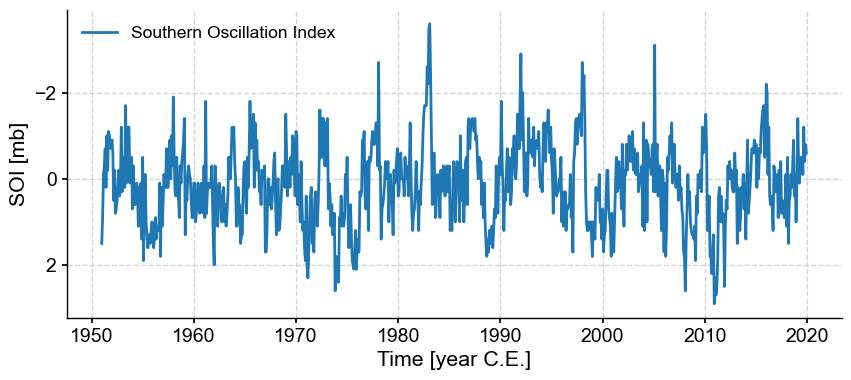 Southern Oscillation Index
−2
0
2
SOI [mb]
1950 1960 1970 1980 1990 2000 2010 2020
Time [year C.E.]